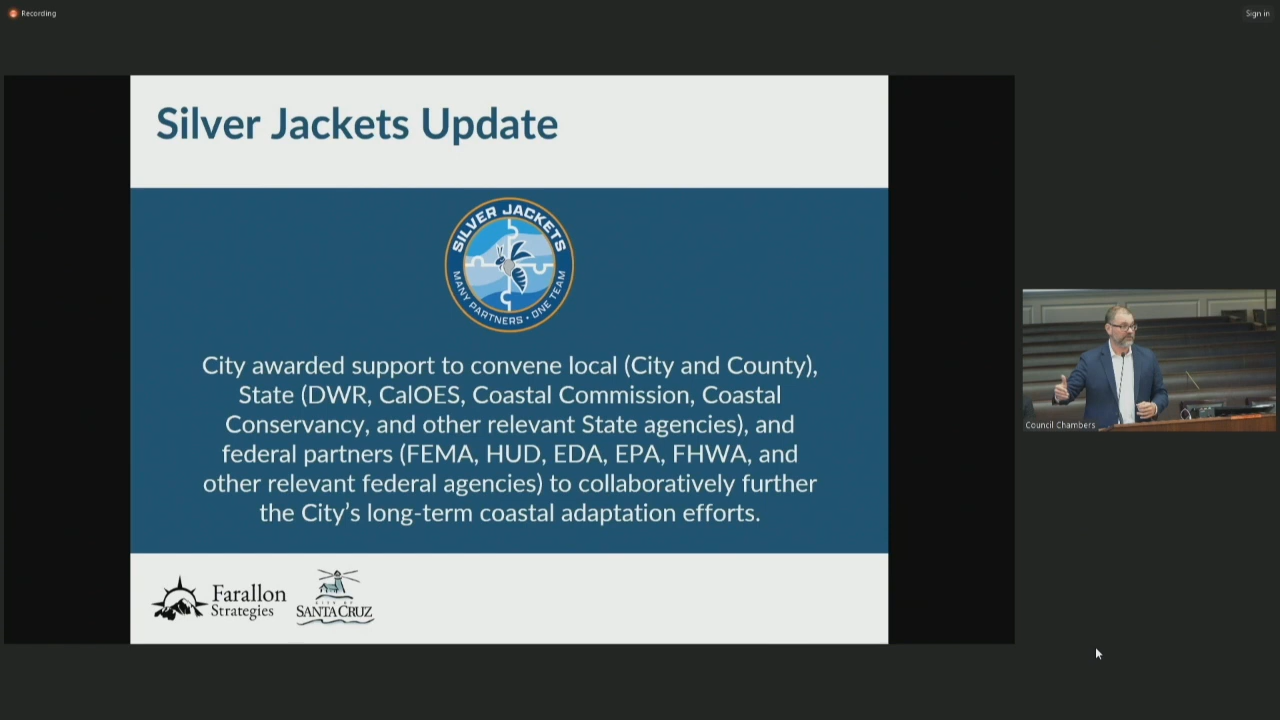 Recording
Sign in
Silver Jackets Update
SILVER JACKETS
MANY PARTNERS • ONE TEAM
City awarded support to convene local (City and County),
State (DWR, CalOES, Coastal Commission, Coastal
Conservancy, and other relevant State agencies), and
federal partners (FEMA, HUD, EDA, EPA, FHWA, and
other relevant federal agencies) to collaboratively further
the City’s long-term coastal adaptation efforts.
Council Chambers
Farallon
Strategies
CITY OF
SANTA CRUZ